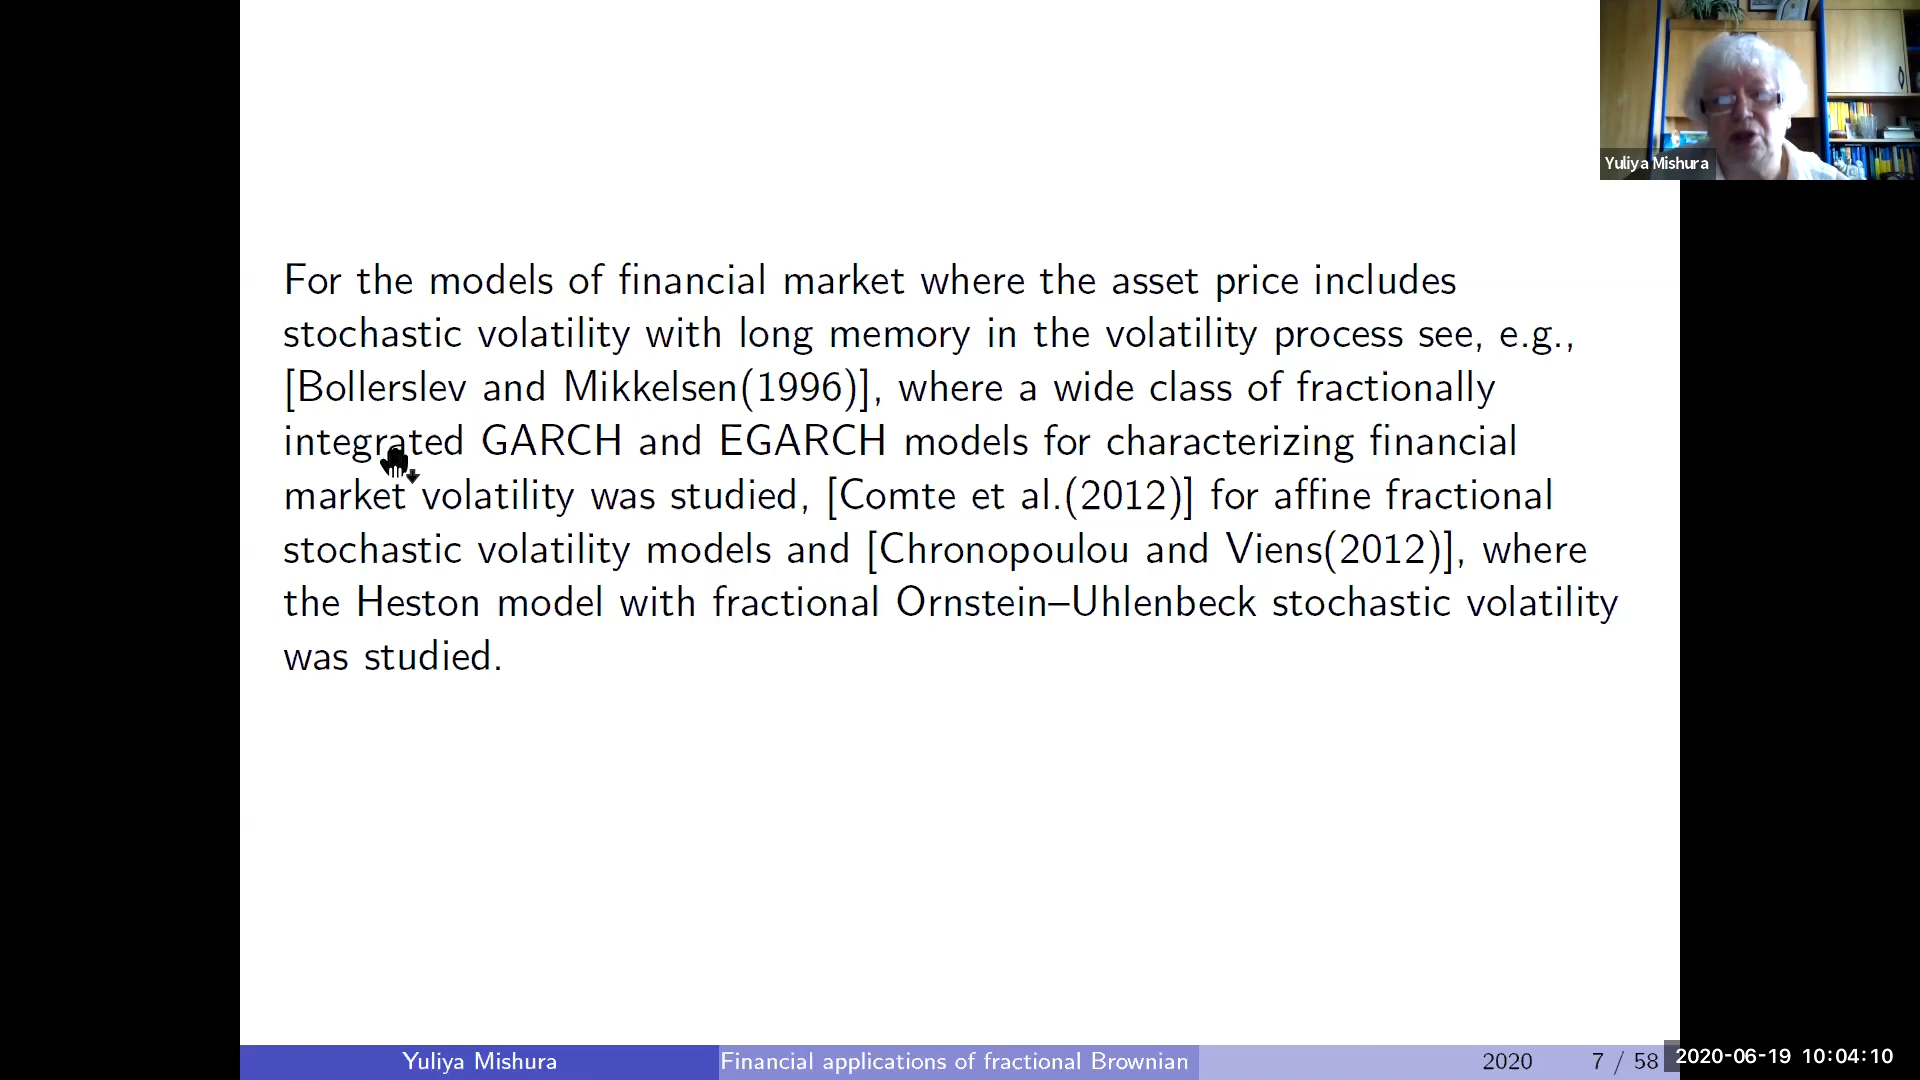 Yuliya Mishura
For the models of financial market where the asset price includes
stochastic volatility with long memory in the volatility process see, e.g.,
[Bollerslev and Mikkelsen(1996)], where a wide class of fractionally
integrated GARCH and EGARCH models for characterizing financial
market volatility was studied, [Comte et al.(2012)] for affine fractional
stochastic volatility models and [Chronopoulou and Viens(2012)], where
the Heston model with fractional Ornstein–Uhlenbeck stochastic volatility
was studied.
Yuliya Mishura Financial applications of fractional Brownian 2020 7 / 58
2020-06-19 10:04:10